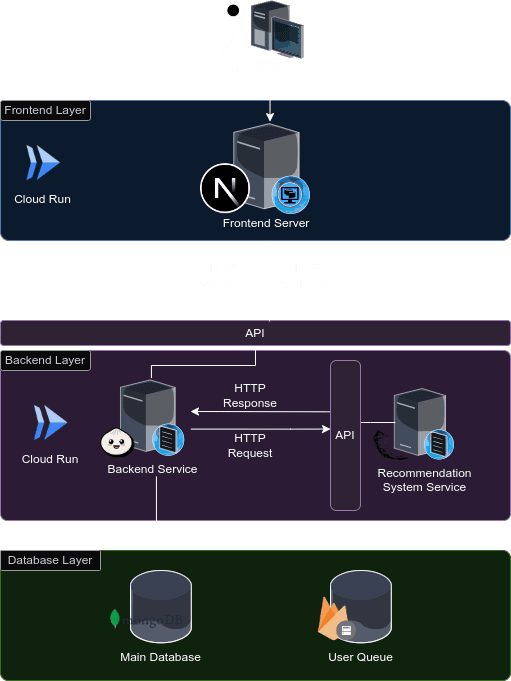 Frontend Layer
Cloud Run
Frontend Server
API
Backend Layer
HTTP
Response
HTTP
Request
API
Cloud Run
Backend Service
Recommendation
System Service
Database Layer
mongoDB
Main Database
User Queue